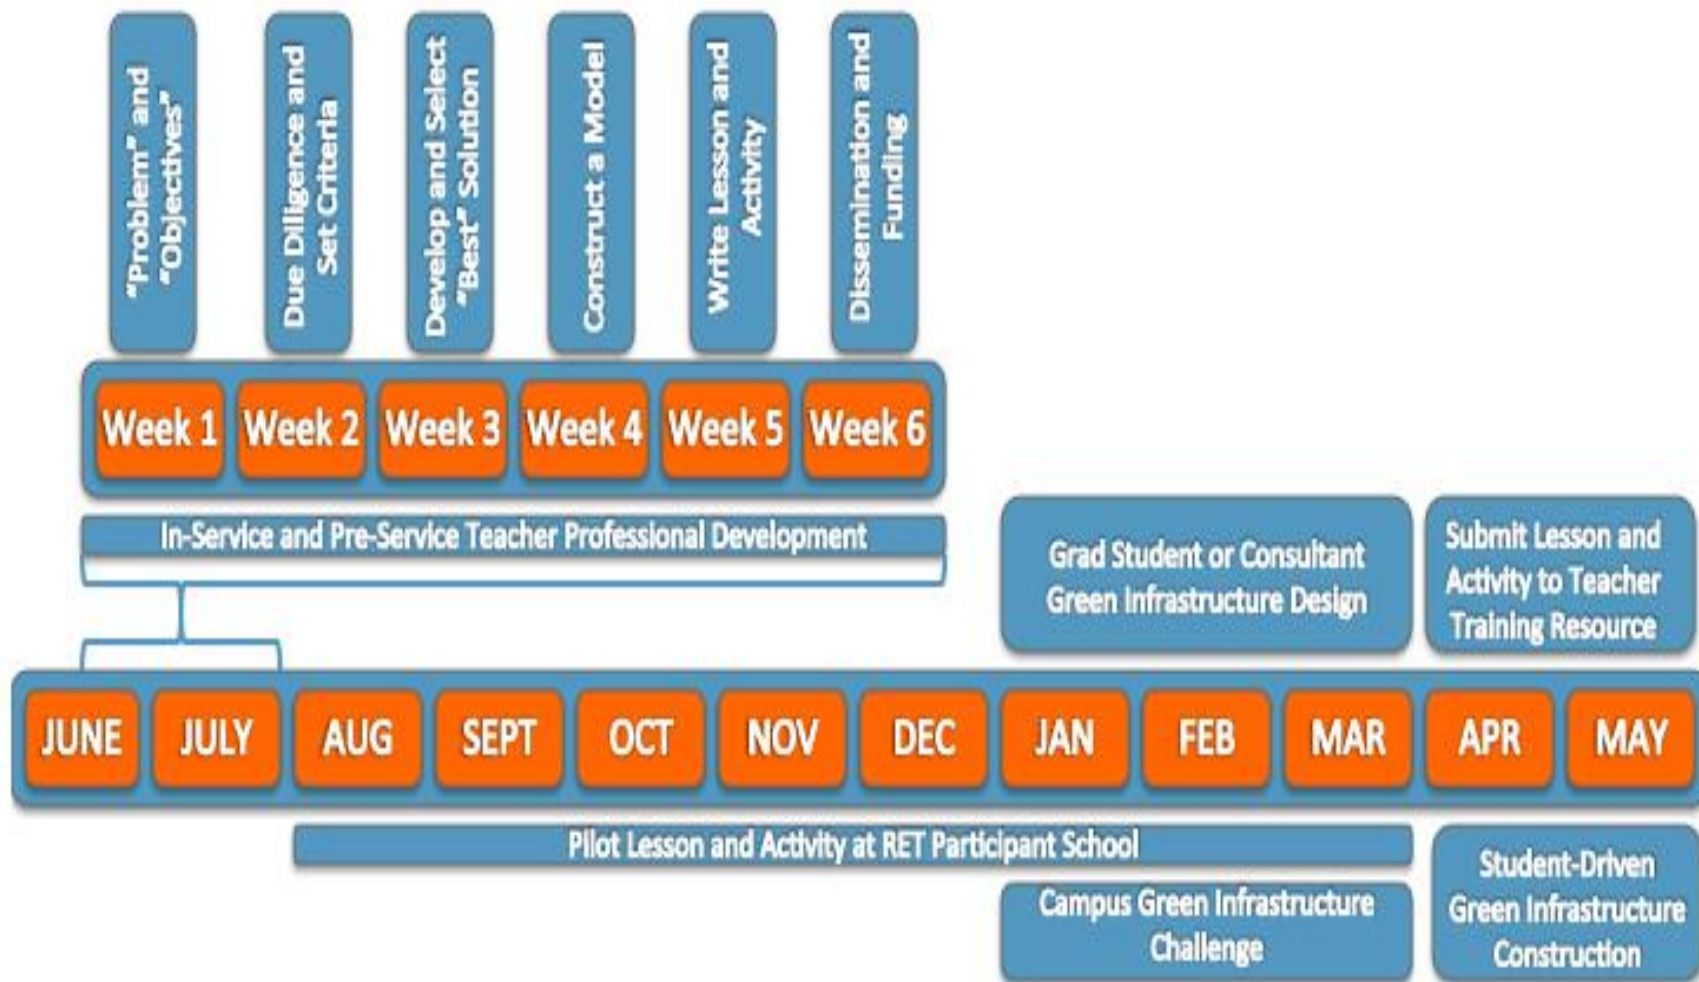 “Problem” and
“Objectives”
Due Diligence and
Set Criteria
Develop and Select
“Best” Solution
Construct a Model
Write Lesson and
Activity
Dissemination and
Funding
Week 1
Week 2
Week 3
Week 4
Week 5
Week 6
In-Service and Pre-Service Teacher Professional Development
Grad Student or Consultant
Green Infrastructure Design
Submit Lesson and
Activity to Teacher
Training Resource
JUNE
JULY
AUG
SEPT
OCT
NOV
DEC
JAN
FEB
MAR
APR
MAY
Pilot Lesson and Activity at RET Participant School
Campus Green Infrastructure
Challenge
Student-Driven
Green Infrastructure
Construction